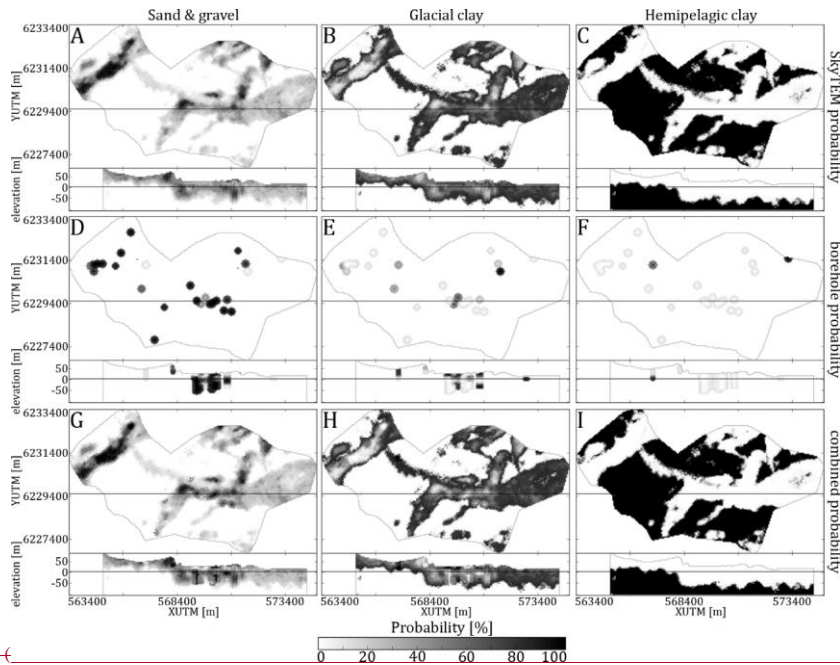 Sand & gravel Glacial clay Hemipelagic clay
6233400 A B C
6231400
6229400
6227400
YUTM [m]
SkyTEM probability
50
0
-50
elevation [m]
6233400 D E F
6231400
6229400
6227400
YUTM [m]
borehole probability
50
0
-50
elevation [m]
6233400 G H I
6231400
6229400
6227400
YUTM [m]
combined probability
50
0
-50
elevation [m]
563400 568400 573400 563400 568400 573400 563400 568400 573400
XUTM [m] XUTM [m] XUTM [m]
Probability [%]
0 20 40 60 80 100